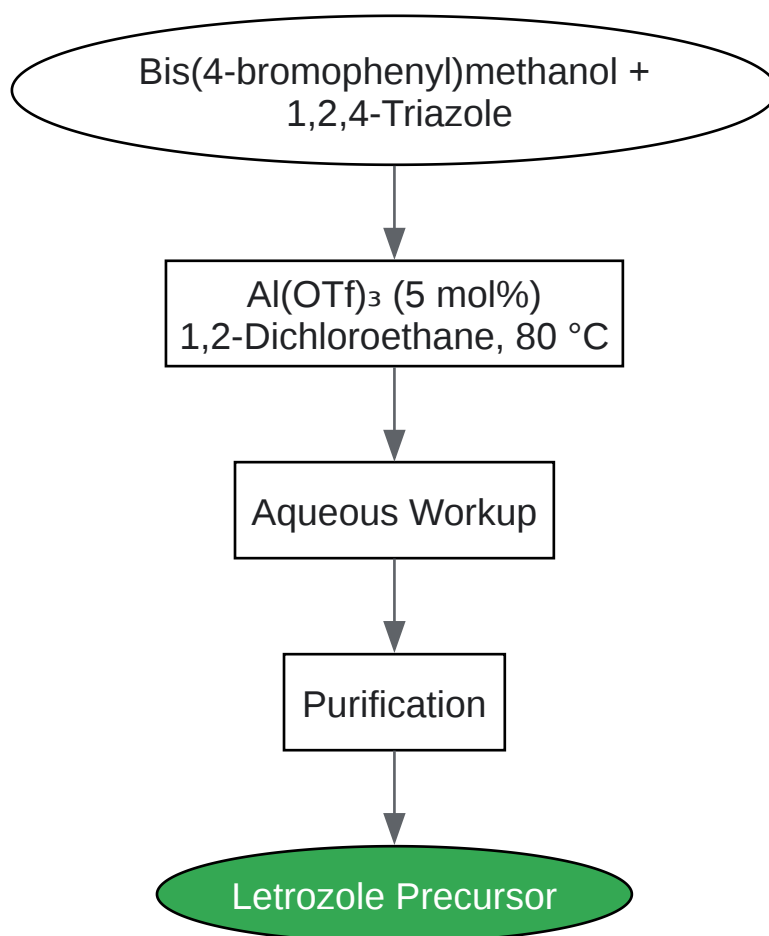 Bis(4-bromophenyl)methanol +
1,2,4-Triazole
Al(OTf)₃ (5 mol%)
1,2-Dichloroethane, 80 °C
Aqueous Workup
Purification
Letrozole Precursor